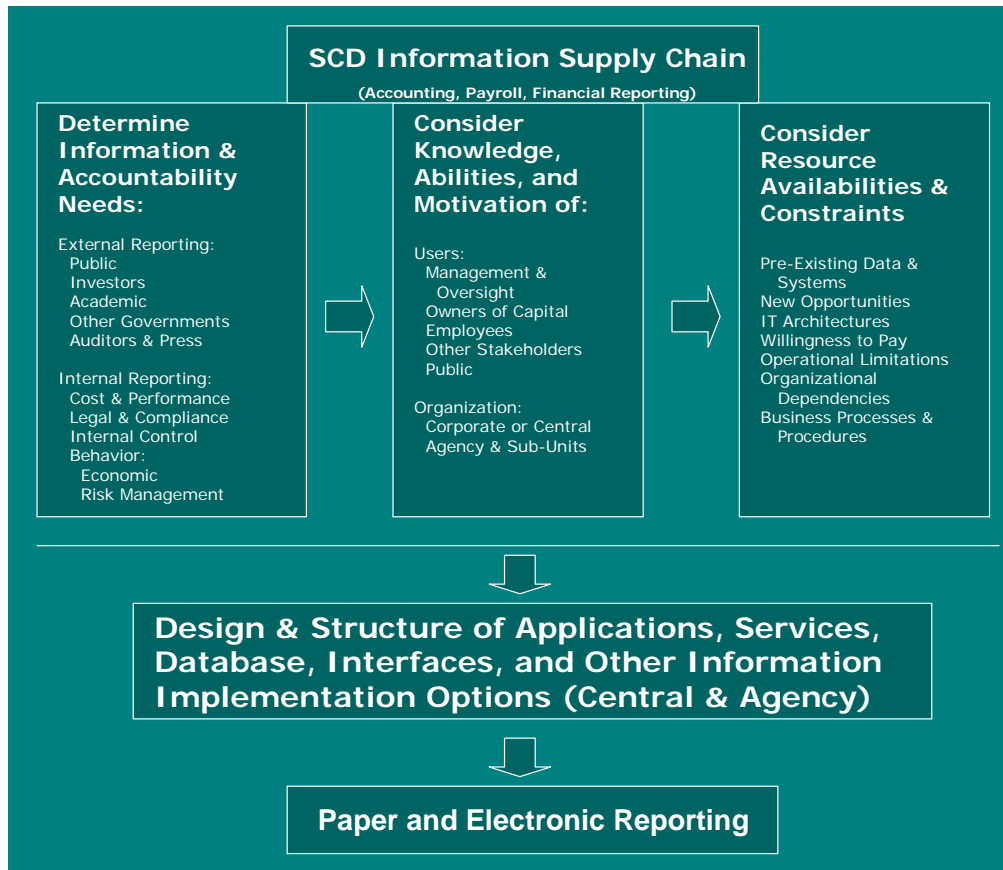 SCD Information Supply Chain
(Accounting, Payroll, Financial Reporting)
Determine
Information &
Accountability
Needs:
External Reporting:
Public
Investors
Academic
Other Governments
Auditors & Press
Internal Reporting:
Cost & Performance
Legal & Compliance
Internal Control
Behavior:
Economic
Risk Management
Consider
Knowledge,
Abilities, and
Motivation of:
Users:
Management &
Oversight
Owners of Capital
Employees
Other Stakeholders
Public
Organization:
Corporate or Central
Agency & Sub-Units
Consider
Resource
Availabilities &
Constraints
Pre-Existing Data &
Systems
New Opportunities
IT Architectures
Willingness to Pay
Operational Limitations
Organizational
Dependencies
Business Processes &
Procedures
Design & Structure of Applications, Services,
Database, Interfaces, and Other Information
Implementation Options (Central & Agency)
Paper and Electronic Reporting